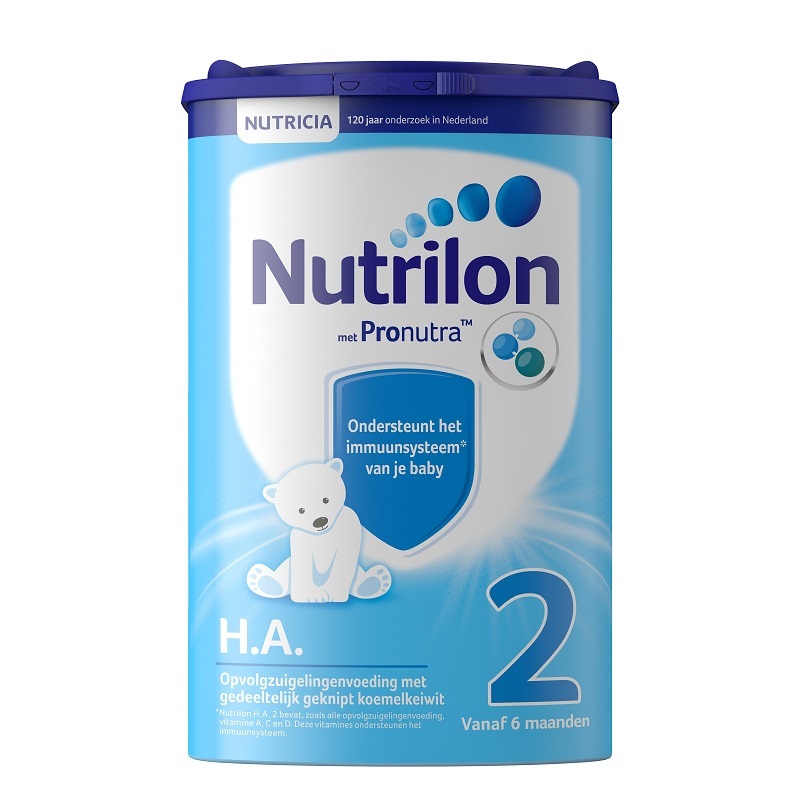 NUTRICIA
120 jaar onderzoek in Nederland
Nutrilon
met Pronutra™
Ondersteunt het
immuunsysteem*
van je baby
H.A.
2
Opvolgzuigelingenvoeding met
gedeeltelijk geknipt koemelkeiwit
*Nutrilon H.A. 2 bevat, zoals alle opvolgzuigelingenvoeding,
vitamine A, C en D. Deze vitamines ondersteunen het
immuunsysteem.
Vanaf 6 maanden